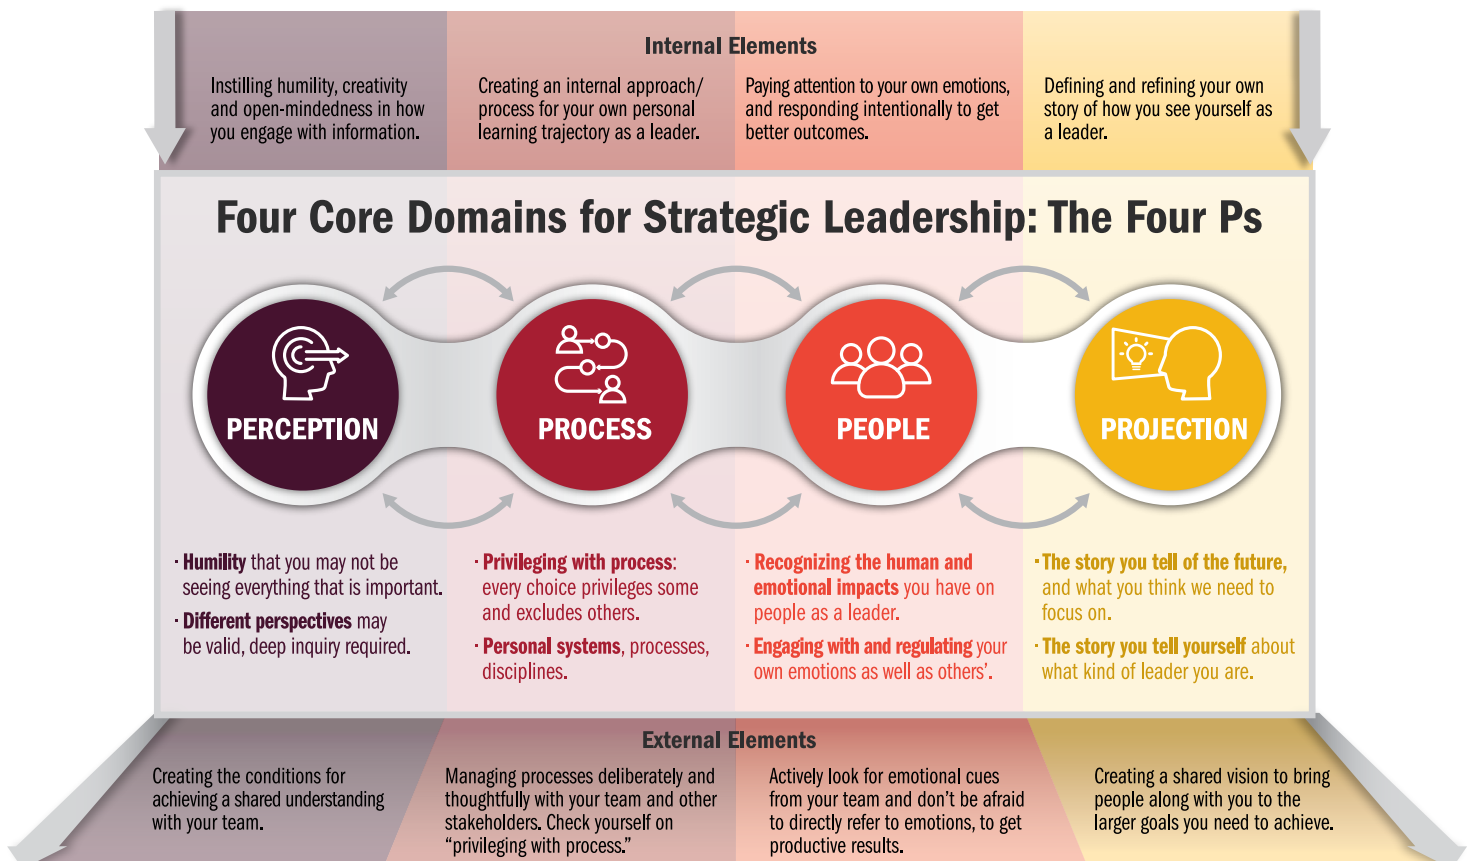 Internal Elements
Instilling humility, creativity
and open-mindedness in how
you engage with information.
Creating an internal approach/
process for your own personal
learning trajectory as a leader.
Paying attention to your own emotions,
and responding intentionally to get
better outcomes.
Defining and refining your own
story of how you see yourself as
a leader.
Four Core Domains for Strategic Leadership: The Four Ps
PERCEPTION
PROCESS
PEOPLE
PROJECTION
· Humility that you may not be
seeing everything that is important.
· Different perspectives may
be valid, deep inquiry required.
· Privileging with process:
every choice privileges some
and excludes others.
· Personal systems, processes,
disciplines.
· Recognizing the human and
emotional impacts you have on
people as a leader.
· Engaging with and regulating your
own emotions as well as others’.
· The story you tell of the future,
and what you think we need to
focus on.
· The story you tell yourself about
what kind of leader you are.
External Elements
Creating the conditions for
achieving a shared understanding
with your team.
Managing processes deliberately and
thoughtfully with your team and other
stakeholders. Check yourself on
“privileging with process.”
Actively look for emotional cues
from your team and don’t be afraid
to directly refer to emotions, to get
productive results.
Creating a shared vision to bring
people along with you to the
larger goals you need to achieve.